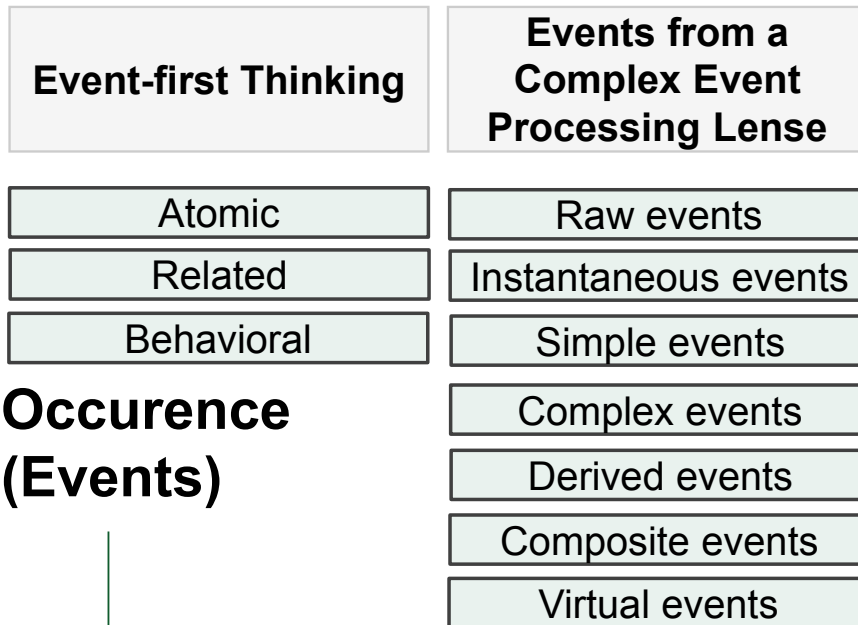 Event-first Thinking
Atomic
Related
Behavioral
Occurence
(Events)
Events from a
Complex Event
Processing Lense
Raw events
Instantaneous events
Simple events
Complex events
Derived events
Composite events
Virtual events